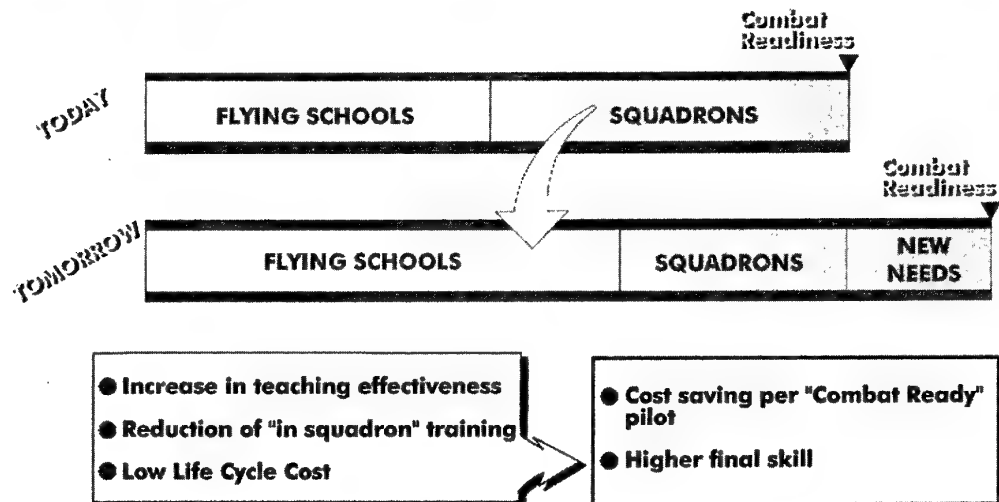 Combat
Readiness
TODAY
FLYING SCHOOLS
SQUADRONS
Combat
Readiness
TOMORROW
FLYING SCHOOLS
SQUADRONS
NEW
NEEDS
● Increase in teaching effectiveness
● Reduction of "in squadron" training
● Low Life Cycle Cost
● Cost saving per "Combat Ready"
pilot
● Higher final skill